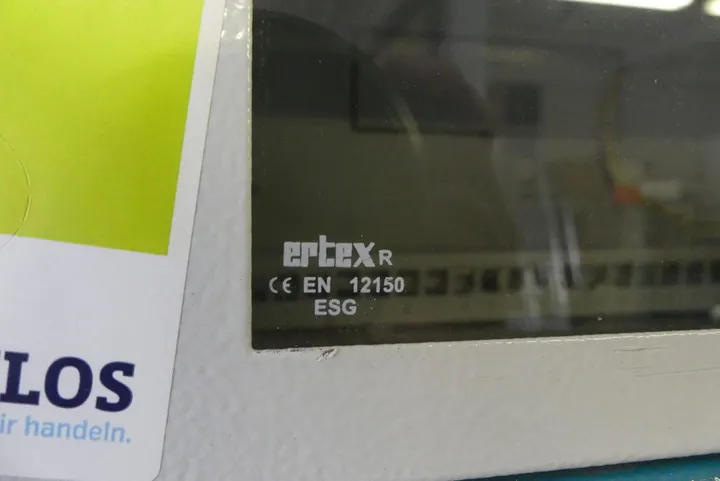 ertex R
CE EN 12150
ESG
LOS
ir handeln.